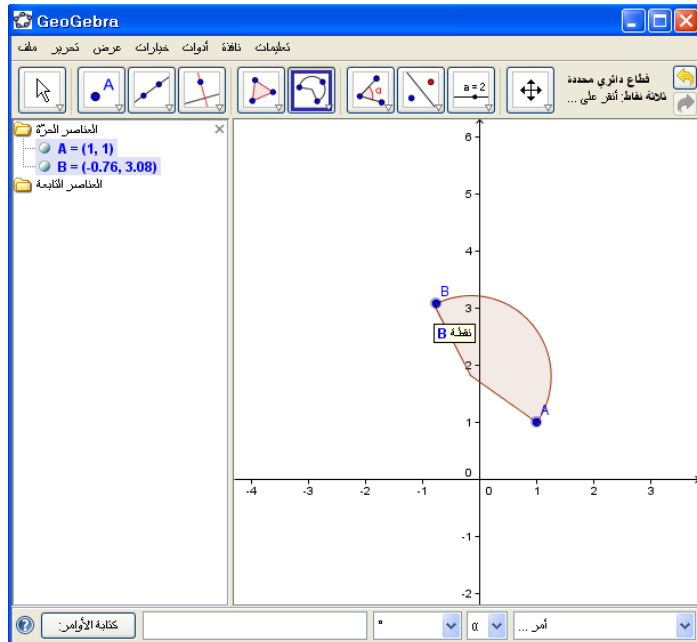 GeoGebra
ملف تحرير عرض خيارات أدوات نافذة تعليمات
A
α
a = 2
قطاع دائري محددة
ثلاثة نقاط: أنقر على ...
العناصر الحرّة
A = (1, 1)
B = (-0.76, 3.08)
العناصر التابعة
6
5
4
3
2
1
0
-1
-2
-4 -3 -2 -1 0 1 2 3
B
نقطة B
A
كتابة الأوامر:
°
α
أمر ...